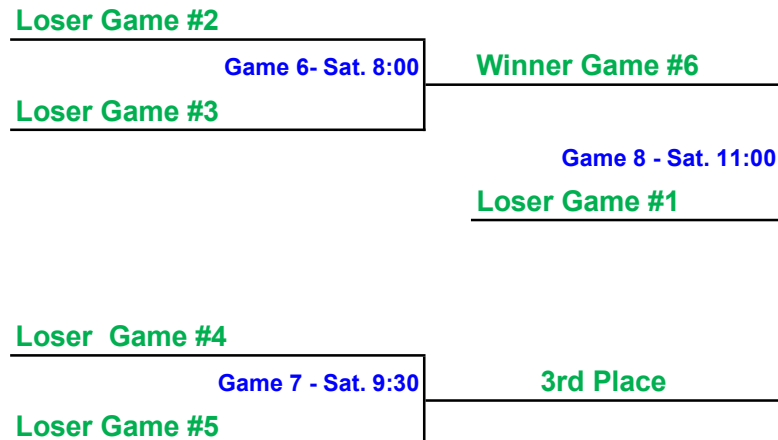 Loser Game #2
Game 6- Sat. 8:00
Winner Game #6
Loser Game #3
Game 8 - Sat. 11:00
Loser Game #1
Loser  Game #4
Game 7 - Sat. 9:30
3rd Place
Loser Game #5